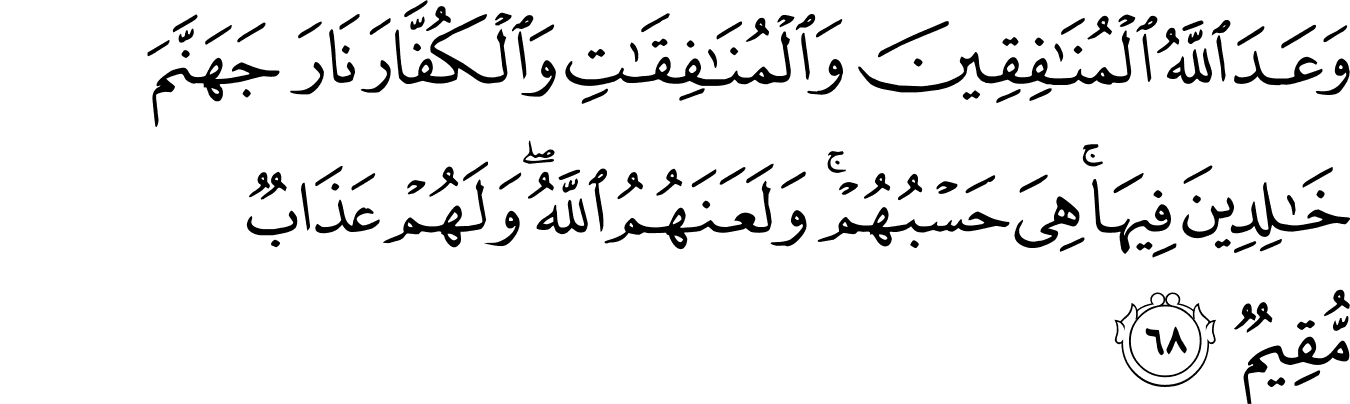 وَعَدَ ٱللَّهُ ٱلْمُنَـٰفِقِينَ وَٱلْمُنَـٰفِقَـٰتِ وَٱلْكُفَّارَ نَارَ جَهَنَّمَ
خَـٰلِدِينَ فِيهَا ۚ هِىَ حَسْبُهُمْ ۚ وَلَعَنَهُمُ ٱللَّهُ ۖ وَلَهُمْ عَذَابٌ
مُّقِيمٌ ٦٨